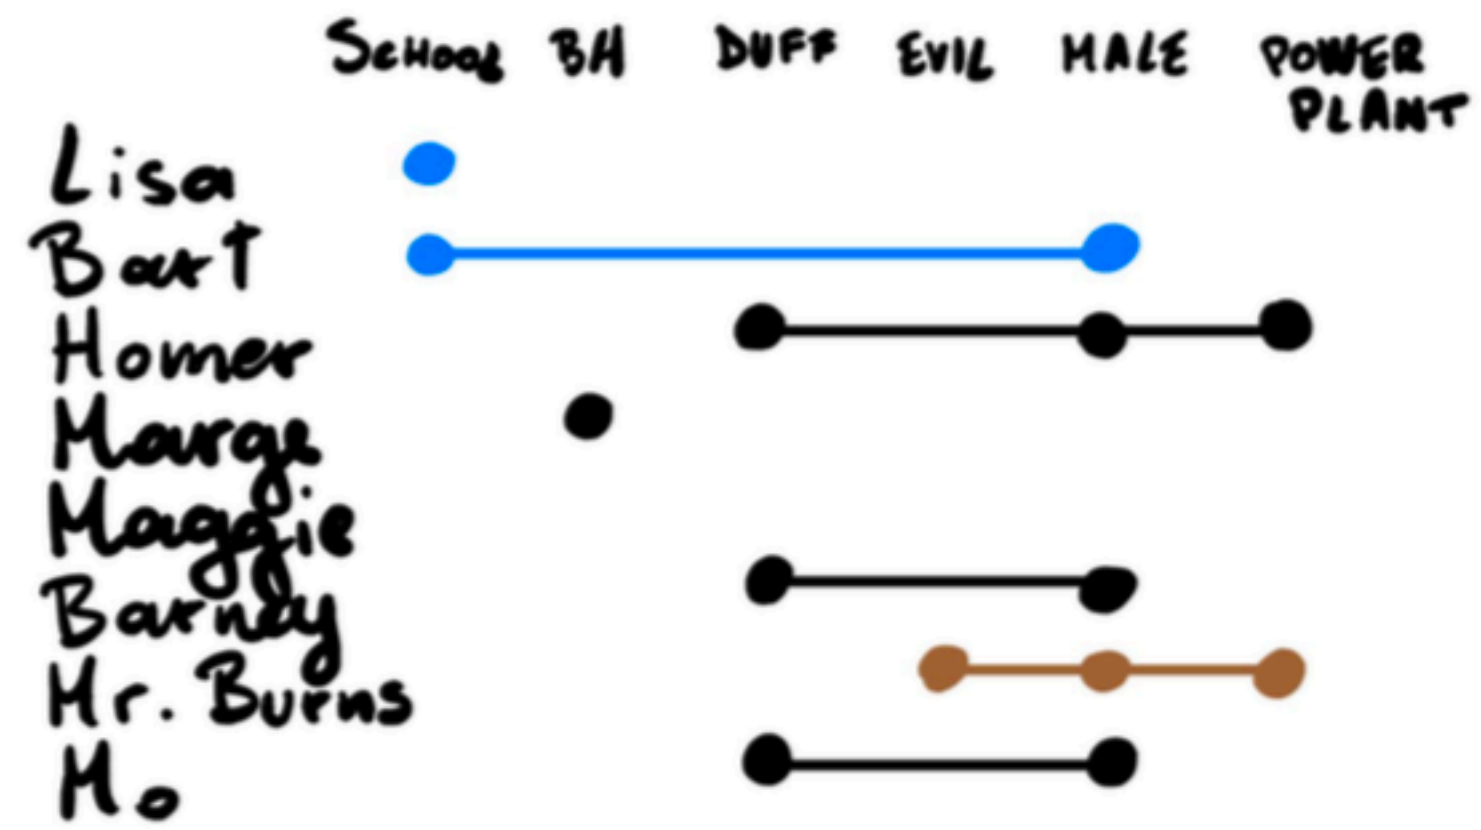 SCHOOL BH DUFF EVIL MALE POWER PLANT
Lisa
Bart
Homer
Marge
Maggie
Barney
Mr. Burns
Mo